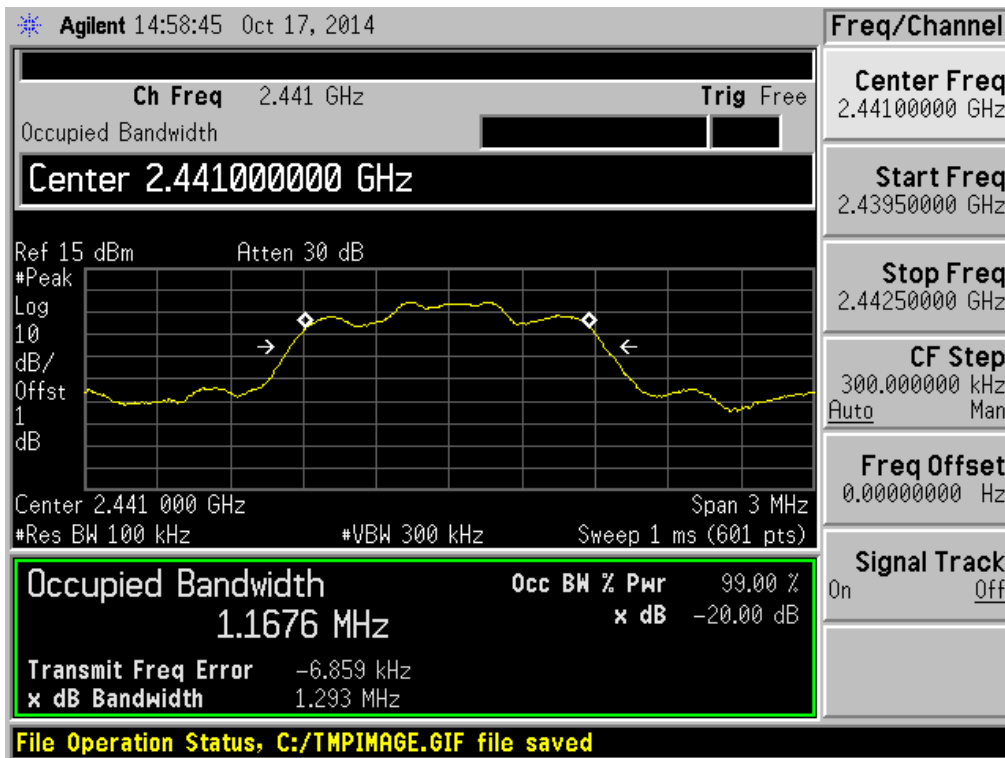 Agilent 14:58:45 Oct 17, 2014
Freq/Channel
Ch Freq 2.441 GHz Trig Free
Occupied Bandwidth
Center 2.441000000 GHz
Ref 15 dBm Atten 30 dB
#Peak
Log
10
dB/
Offst
1
dB
Center 2.441 000 GHz Span 3 MHz
#Res BW 100 kHz #VBW 300 kHz Sweep 1 ms (601 pts)
Occupied Bandwidth
1.1676 MHz
Occ BW % Pwr 99.00 %
x dB -20.00 dB
Transmit Freq Error -6.859 kHz
x dB Bandwidth 1.293 MHz
File Operation Status, C:/TMPIMAGE.GIF file saved
Center Freq
2.44100000 GHz
Start Freq
2.43950000 GHz
Stop Freq
2.44250000 GHz
CF Step
300.000000 kHz
Auto Man
Freq Offset
0.00000000 Hz
Signal Track
On Off